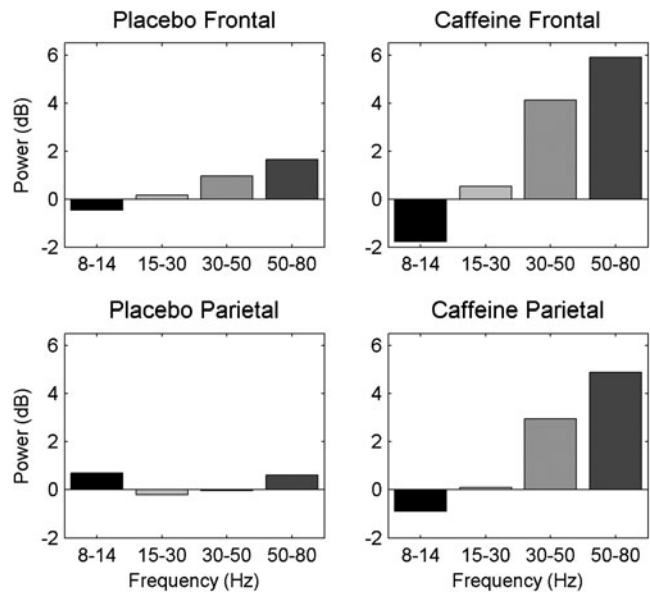 Placebo Frontal
Caffeine Frontal
Power (dB)
6
4
2
0
-2
8-14 15-30 30-50 50-80
6
4
2
0
-2
8-14 15-30 30-50 50-80
Placebo Parietal
Caffeine Parietal
Power (dB)
6
4
2
0
-2
8-14 15-30 30-50 50-80
Frequency (Hz)
6
4
2
0
-2
8-14 15-30 30-50 50-80
Frequency (Hz)